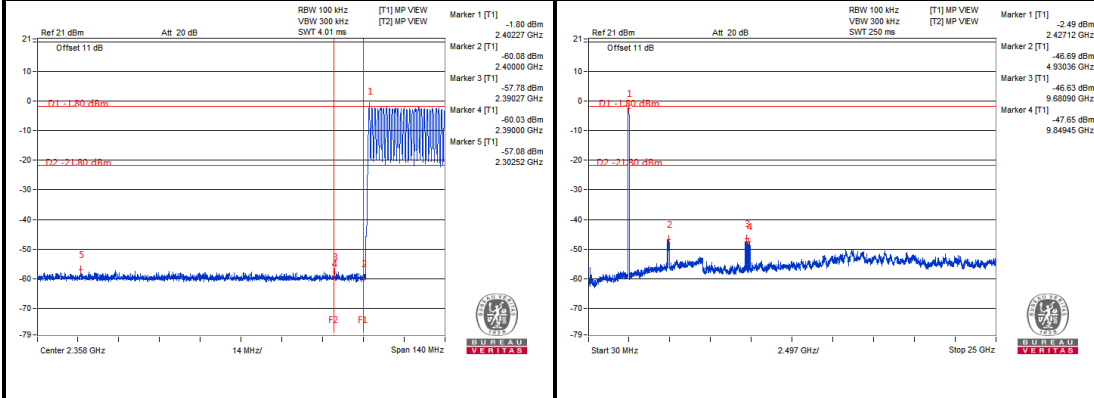 RBW 100 kHz [T1] MP VIEW
VBW 300 kHz [T2] MP VIEW
Ref 21 dBm Att 20 dB SWT 4.01 ms
21
Offset 11 dB
10
0
D1 -1.80 dBm
-10
-20
D2 -21.80 dBm
-30
-40
-50
-60
-70
-79
1
2
3
4
5
F2
F1
Center 2.358 GHz 14 MHz/ Span 140 MHz
Marker 1 [T1]
-1.80 dBm
2.40227 GHz
Marker 2 [T1]
-60.08 dBm
2.40000 GHz
Marker 3 [T1]
-57.78 dBm
2.39027 GHz
Marker 4 [T1]
-60.03 dBm
2.39000 GHz
Marker 5 [T1]
-57.08 dBm
2.30252 GHz
BUREAU VERITAS
1828
BUREAU
VERITAS
RBW 100 kHz [T1] MP VIEW
VBW 300 kHz [T2] MP VIEW
Ref 21 dBm Att 20 dB SWT 250 ms
21
Offset 11 dB
10
0
D1 -1.80 dBm
-10
-20
D2 -21.80 dBm
-30
-40
-50
-60
-70
-79
1
2
3
4
Start 30 MHz 2.497 GHz/ Stop 25 GHz
Marker 1 [T1]
-2.49 dBm
2.42712 GHz
Marker 2 [T1]
-46.69 dBm
4.93036 GHz
Marker 3 [T1]
-46.63 dBm
9.68090 GHz
Marker 4 [T1]
-47.65 dBm
9.84945 GHz
BUREAU VERITAS
1828
BUREAU
VERITAS